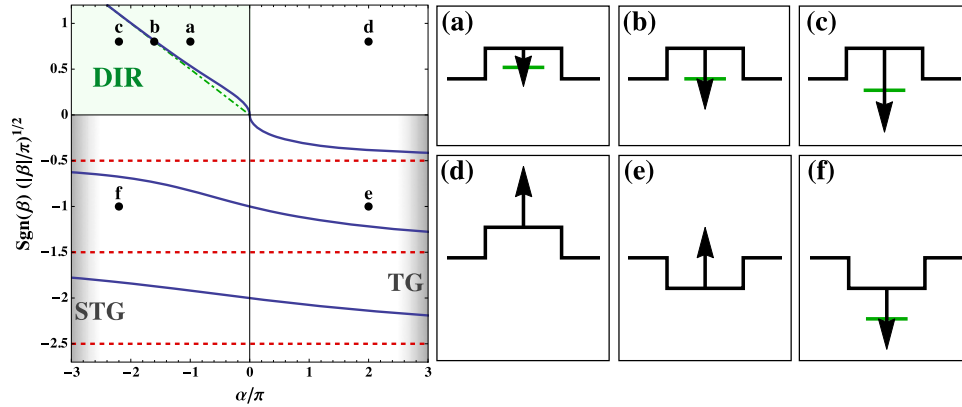 c b a d
DIR
f e
TG
STG
1
0.5
0
-0.5
-1
-1.5
-2
-2.5
Sgn(β) (|β|/π)^1/2
-3 -2 -1 0 1 2 3
α/π
(a) (b) (c)
(d) (e) (f)